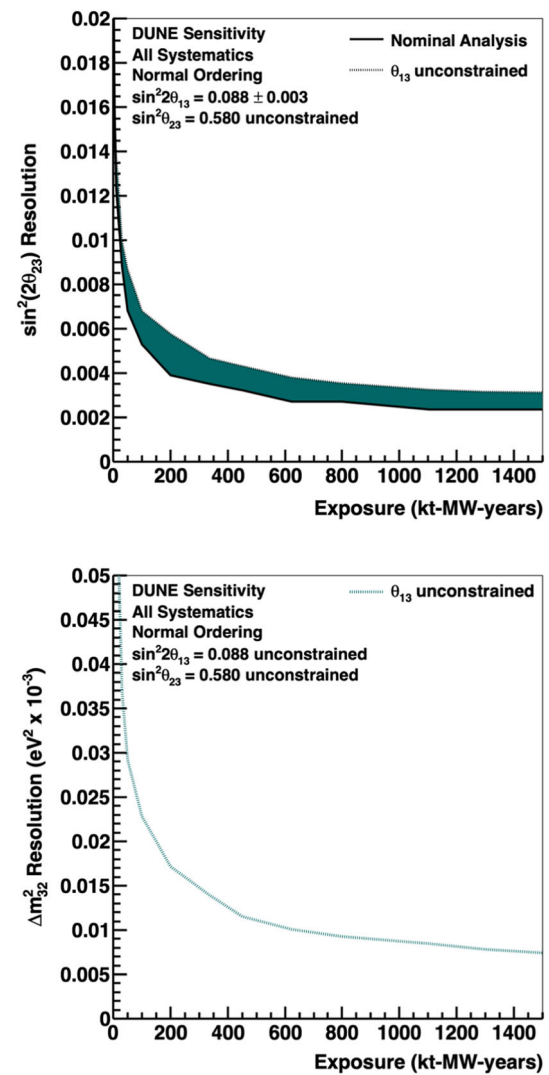 0.02
0.018
0.016
0.014
0.012
0.01
0.008
0.006
0.004
0.002
0
sin²(2θ₂₃) Resolution
DUNE Sensitivity
All Systematics
Normal Ordering
sin²2θ₁₃ = 0.088 ± 0.003
sin²θ₂₃ = 0.580 unconstrained
Nominal Analysis
θ₁₃ unconstrained
0 200 400 600 800 1000 1200 1400
Exposure (kt-MW-years)
0.05
0.045
0.04
0.035
0.03
0.025
0.02
0.015
0.01
0.005
0
Δm²₃₂ Resolution (eV² x 10⁻³)
DUNE Sensitivity
All Systematics
Normal Ordering
sin²2θ₁₃ = 0.088 unconstrained
sin²θ₂₃ = 0.580 unconstrained
θ₁₃ unconstrained
0 200 400 600 800 1000 1200 1400
Exposure (kt-MW-years)